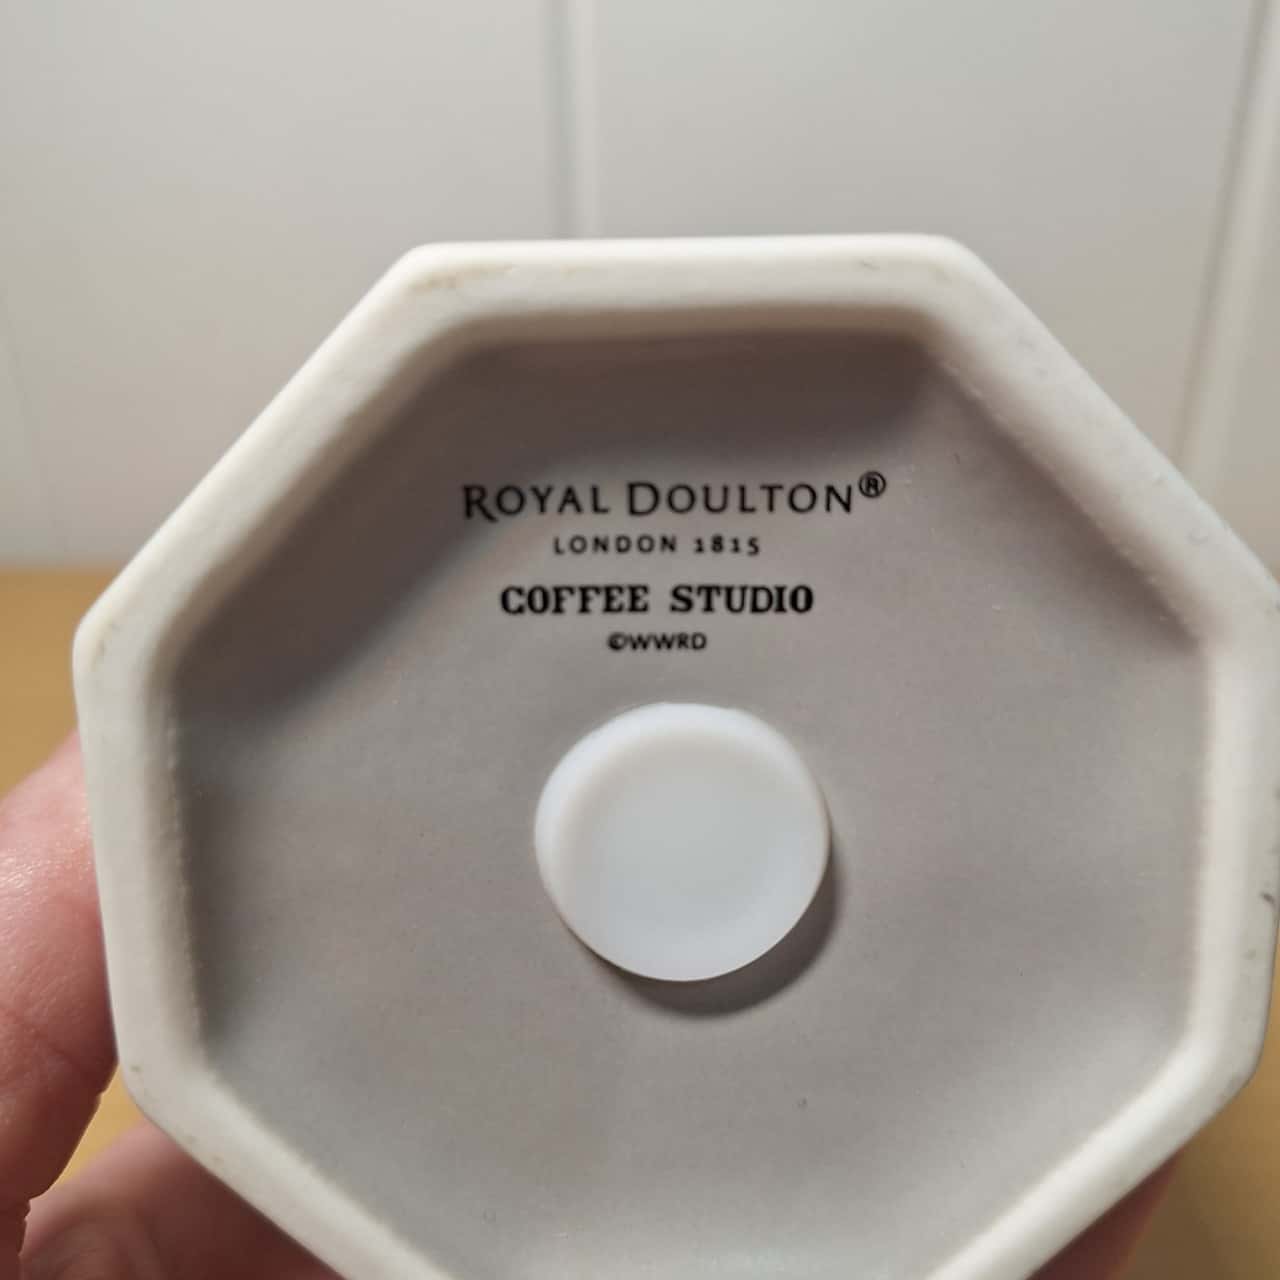 ROYAL DOULTON®
LONDON 1815
COFFEE STUDIO
©WWRD